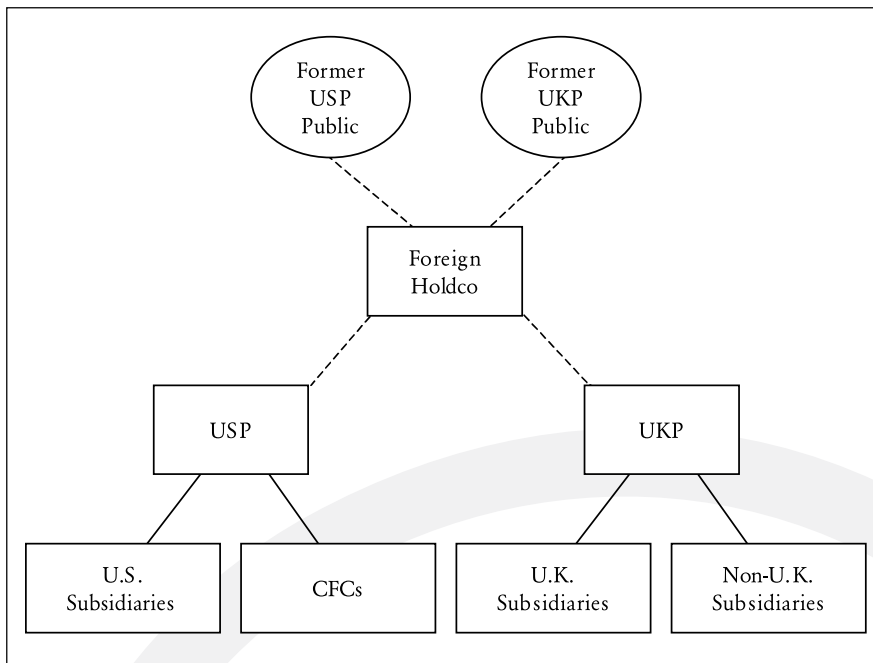 Former
USP
Public
Former
UKP
Public
Foreign
Holdco
USP
UKP
U.S.
Subsidiaries
CFCs
U.K.
Subsidiaries
Non-U.K.
Subsidiaries